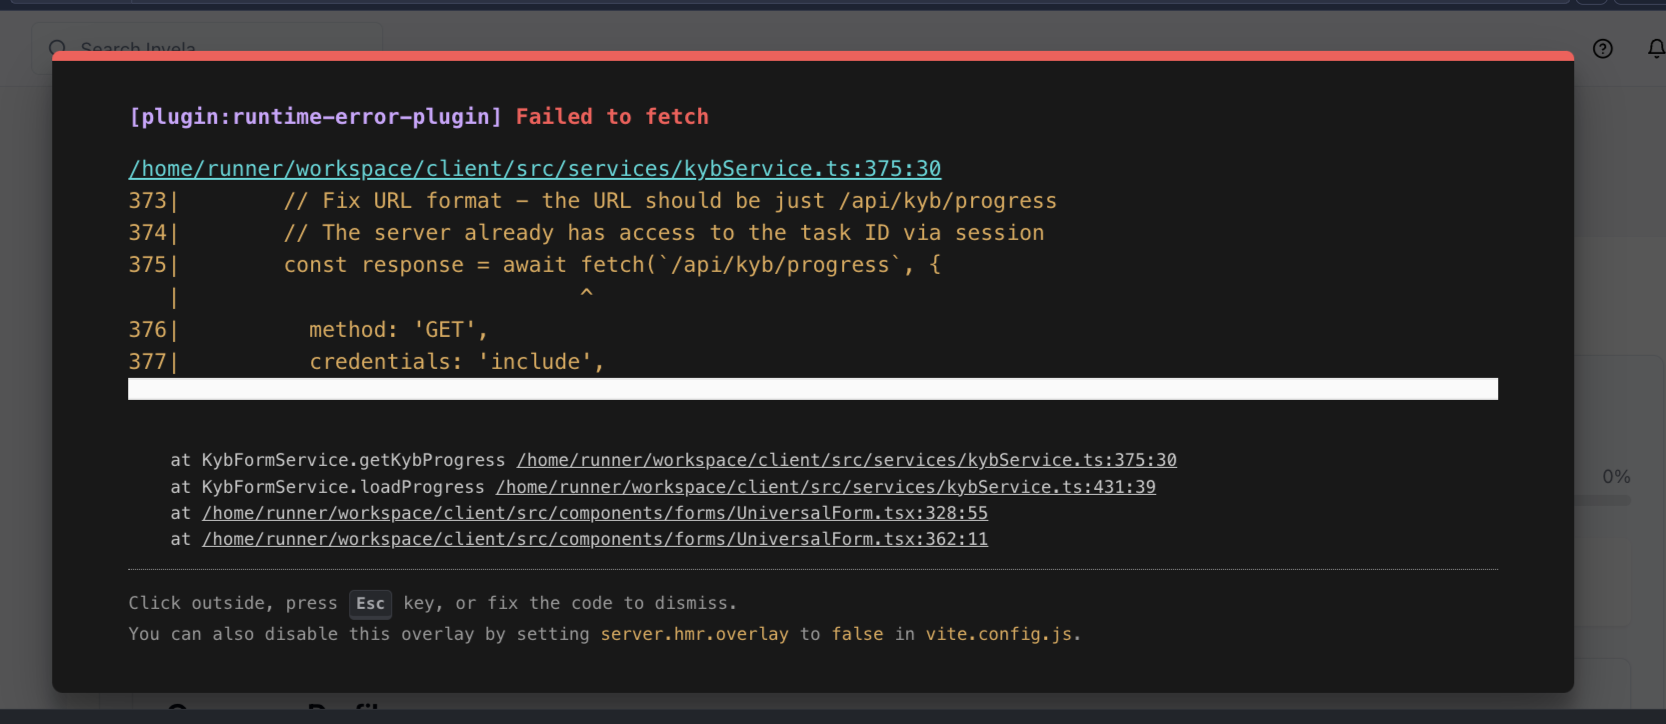 Search Invela
[plugin:runtime-error-plugin] Failed to fetch
/home/runner/workspace/client/src/services/kybService.ts:375:30
373|        // Fix URL format – the URL should be just /api/kyb/progress
374|        // The server already has access to the task ID via session
375|        const response = await fetch(`/api/kyb/progress`, {
   |                               ^
376|          method: 'GET',
377|          credentials: 'include',
at KybFormService.getKybProgress /home/runner/workspace/client/src/services/kybService.ts:375:30
at KybFormService.loadProgress /home/runner/workspace/client/src/services/kybService.ts:431:39
at /home/runner/workspace/client/src/components/forms/UniversalForm.tsx:328:55
at /home/runner/workspace/client/src/components/forms/UniversalForm.tsx:362:11
0%
Click outside, press Esc key, or fix the code to dismiss.
You can also disable this overlay by setting server.hmr.overlay to false in vite.config.js.